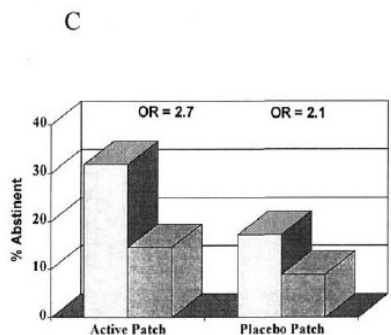 C
OR = 2.7 OR = 2.1
% Abstinent
40
30
20
10
0
Active Patch Placebo Patch